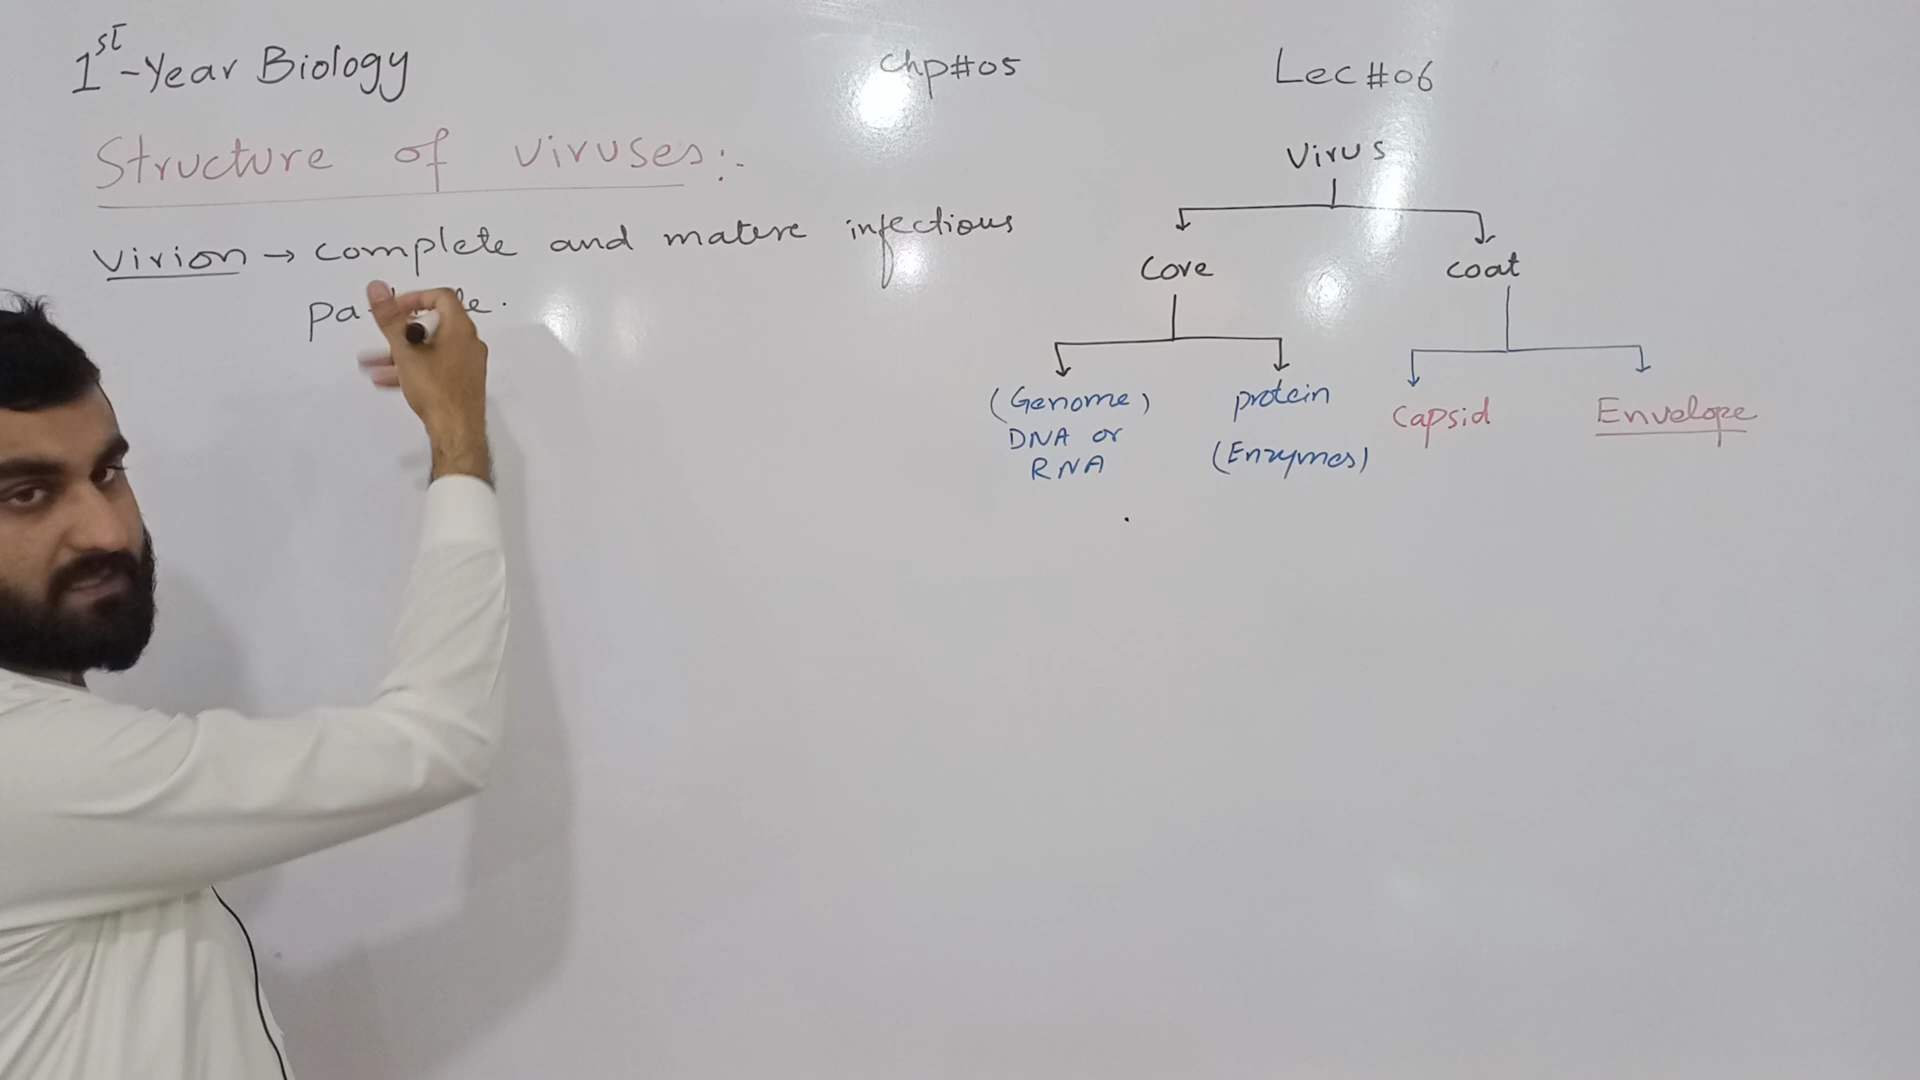 1st-Year Biology Chp#05 Lec#06
Structure of viruses:-
Virion → complete and mature infectious
Virus
Core coat
(Genome) protein capsid Envelope
DNA or (Enzymes)
RNA